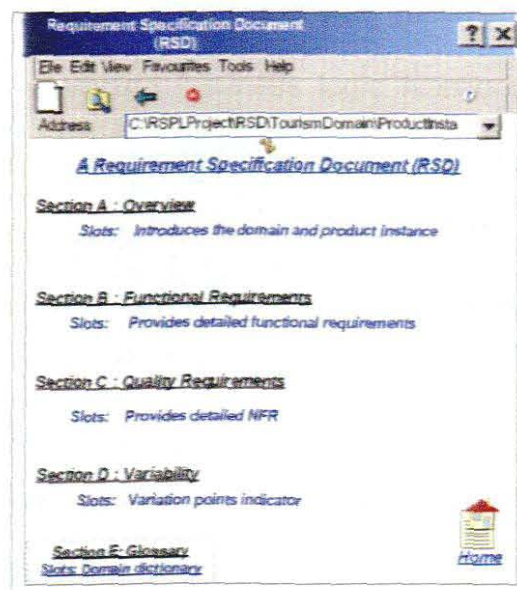 Requirement Specification Document
(RSD)
File Edit View Favourites Tools Help
Address C:\RSPLProject\RSD\TourismDomain\ProductInsta
A Requirement Specification Document (RSD)
Section A : Overview
Slots: Introduces the domain and product instance
Section B : Functional Requirements
Slots: Provides detailed functional requirements
Section C : Quality Requirements
Slots: Provides detailed NFR
Section D : Variability
Slots: Variation points indicator
Section E: Glossary
Slots: Domain dictionary
Home